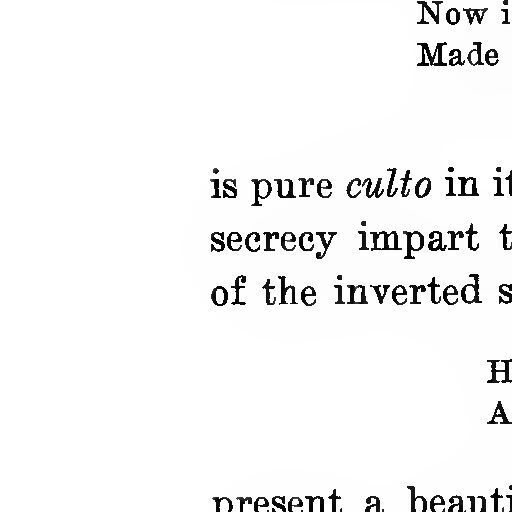 Now i
Made
is pure culto in it
secrecy impart t
of the inverted s
H
A
present a beauti